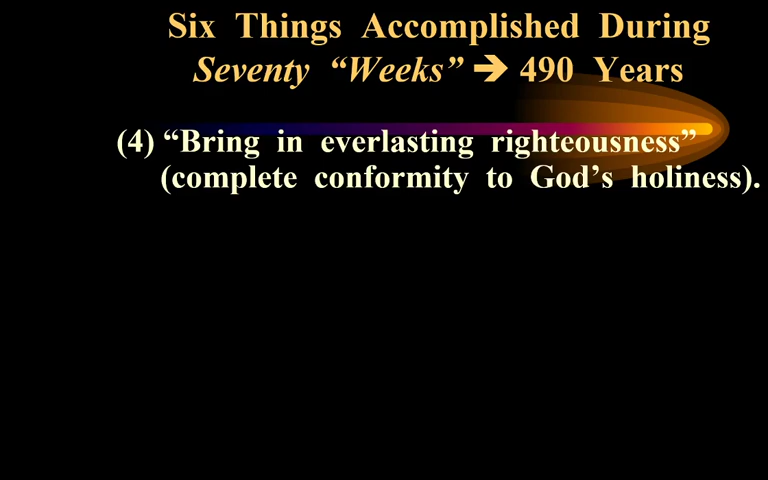 Six Things Accomplished During
Seventy “Weeks” ➔ 490 Years
(4) “Bring in everlasting righteousness”
(complete conformity to God’s holiness).